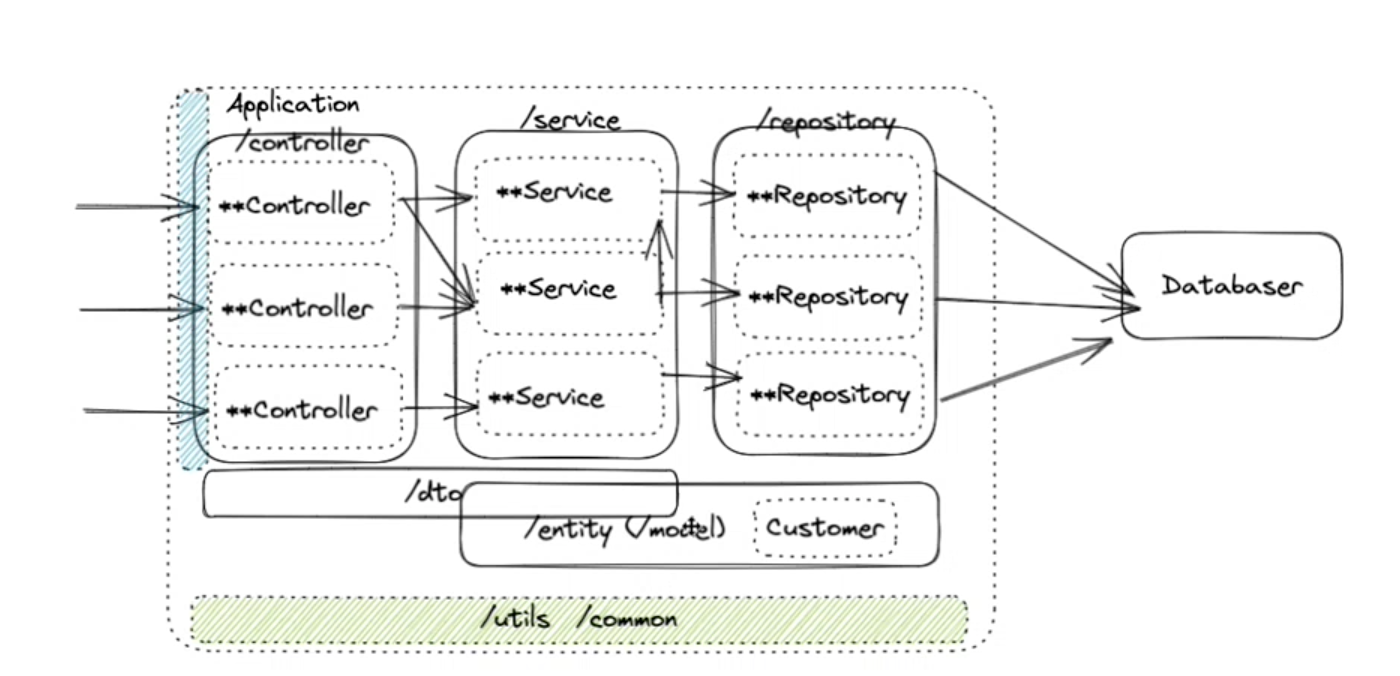 Application
/controller
/service
/repository
**Controller
**Service
**Repository
**Controller
**Service
**Repository
**Controller
**Service
**Repository
Databaser
/dto
/entity (/model)
Customer
/utils /common